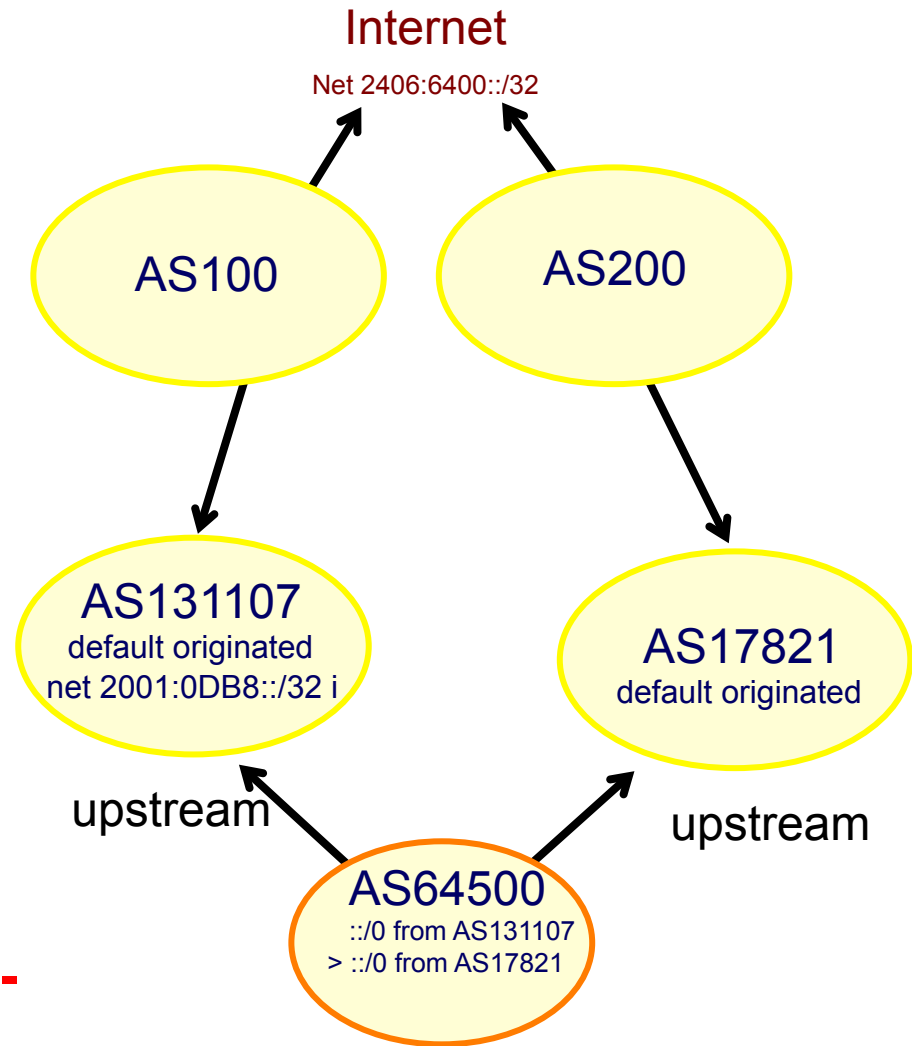 Internet
Net 2406:6400::/32
AS100
AS200
AS131107
default originated
net 2001:0DB8::/32 i
AS17821
default originated
upstream
upstream
AS64500
::/0 from AS131107
> ::/0 from AS17821